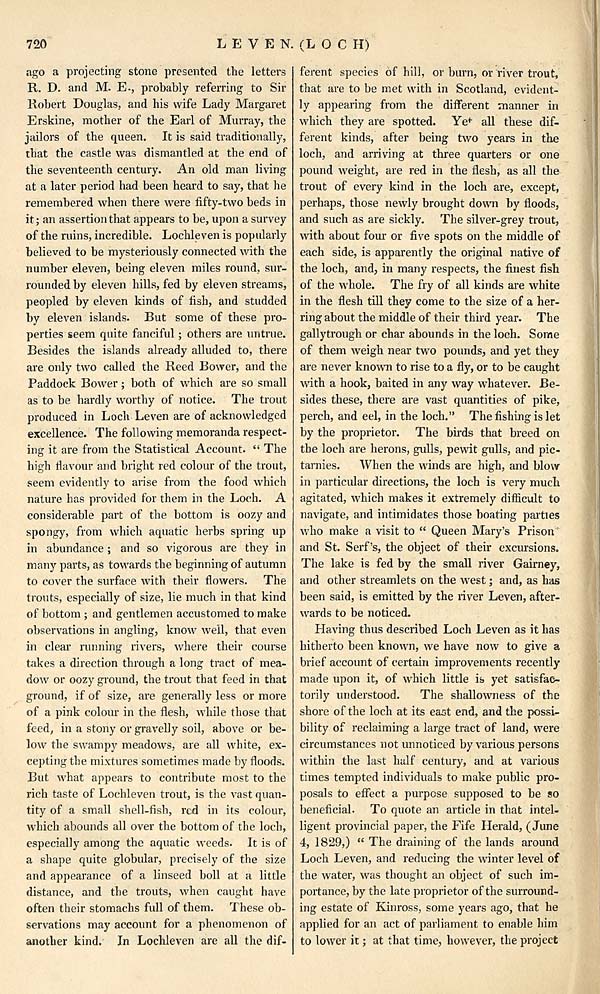 720
LEVEN. (LOCH)
ago a projecting stone presented the letters
R. D. and M. E., probably referring to Sir
Robert Douglas, and his wife Lady Margaret
Erskine, mother of the Earl of Murray, the
jailors of the queen. It is said traditionally,
that the castle was dismantled at the end of
the seventeenth century. An old man living
at a later period had been heard to say, that he
remembered when there were fifty-two beds in
it; an assertion that appears to be, upon a survey
of the ruins, incredible. Lochleven is popularly
believed to be mysteriously connected with the
number eleven, being eleven miles round, sur-
rounded by eleven hills, fed by eleven streams,
peopled by eleven kinds of fish, and studded
by eleven islands. But some of these pro-
perties seem quite fanciful; others are untrue.
Besides the islands already alluded to, there
are only two called the Reed Bower, and the
Paddock Bower; both of which are so small
as to be hardly worthy of notice. The trout
produced in Loch Leven are of acknowledged
excellence. The following memoranda respect-
ing it are from the Statistical Account. “ The
high flavour and bright red colour of the trout,
seem evidently to arise from the food which
nature has provided for them in the Loch. A
considerable part of the bottom is oozy and
spongy, from which aquatic herbs spring up
in abundance; and so vigorous are they in
many parts, as towards the beginning of autumn
to cover the surface with their flowers. The
trouts, especially of size, lie much in that kind
of bottom; and gentlemen accustomed to make
observations in angling, know well, that even
in clear running rivers, where their course
takes a direction through a long tract of mea-
dow or oozy ground, the trout that feed in that
ground, if of size, are generally less or more
of a pink colour in the flesh, while those that
feed, in a stony or gravelly soil, above or be-
low the swampy meadows, are all white, ex-
cepting the mixtures sometimes made by floods.
But what appears to contribute most to the
rich taste of Lochleven trout, is the vast quan-
tity of a small shell-fish, red in its colour,
which abounds all over the bottom of the loch,
especially among the aquatic weeds. It is of
a shape quite globular, precisely of the size
and appearance of a linseed boll at a little
distance, and the trouts, when caught have
often their stomachs full of them. These ob-
servations may account for a phenomenon of
another kind. In Lochleven are all the dif-
ferent species of hill, or burn, or river trout,
that are to be met with in Scotland, evident-
ly appearing from the different manner in
which they are spotted. Yet all these dif-
ferent kinds, after being two years in the
loch, and arriving at three quarters or one
pound weight, are red in the flesh, as all the
trout of every kind in the loch are, except,
perhaps, those newly brought down by floods,
and such as are sickly. The silver-grey trout,
with about four or five spots on the middle of
each side, is apparently the original native of
the loch, and, in many respects, the finest fish
of the whole. The fry of all kinds are white
in the flesh till they come to the size of a her-
ring about the middle of their third year. The
gallytrough or char abounds in the loch. Some
of them weigh near two pounds, and yet they
are never known to rise to a fly, or to be caught
with a hook, baited in any way whatever. Be-
sides these, there are vast quantities of pike,
perch, and eel, in the loch.” The fishing is let
by the proprietor. The birds that breed on
the loch are herons, gulls, pewit gulls, and pic-
tarnies. When the winds are high, and blow
in particular directions, the loch is very much
agitated, which makes it extremely difficult to
navigate, and intimidates those boating parties
who make a visit to “ Queen Mary’s Prison”
and St. Serf’s, the object of their excursions.
The lake is fed by the small river Gairney,
and other streamlets on the west; and, as has
been said, is emitted by the river Leven, after-
wards to be noticed.
Having thus described Loch Leven as it has
hitherto been known, we have now to give a
brief account of certain improvements recently
made upon it, of which little is yet satisfac-
torily understood. The shallowness of the
shore of the loch at its east end, and the possi-
bility of reclaiming a large tract of land, were
circumstances not unnoticed by various persons
within the last half century, and at various
times tempted individuals to make public pro-
posals to effect a purpose supposed to be so
beneficial. To quote an article in that intel-
ligent provincial paper, the Fife Herald, (June
4, 1829,) “ The draining of the lands around
Loch Leven, and reducing the winter level of
the water, was thought an object of such im-
portance, by the late proprietor of the surround-
ing estate of Kinross, some years ago, that he
applied for an act of parliament to enable him
to lower it; at that time, however, the project